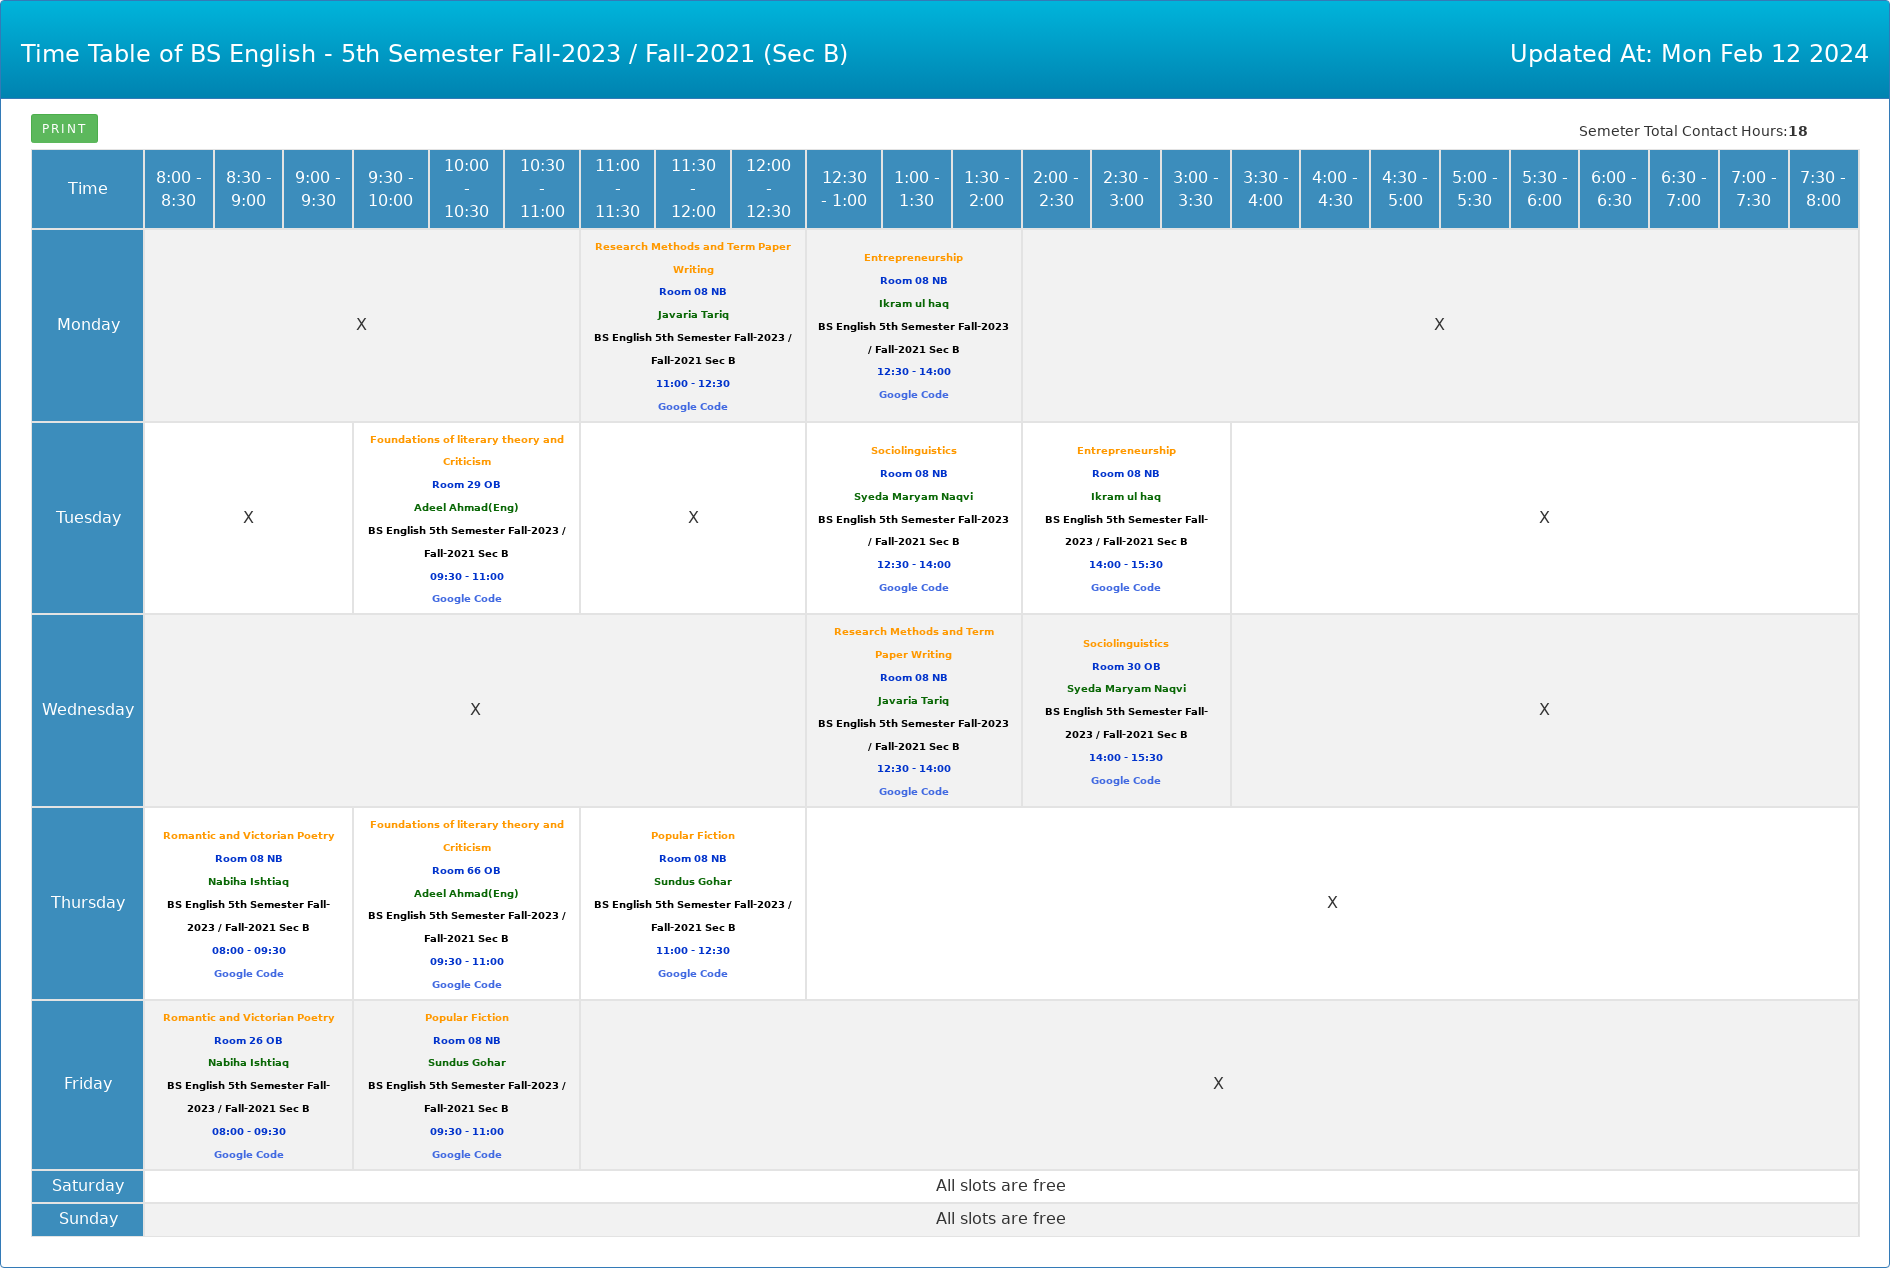 Time Table of BS English - 5th Semester Fall-2023 / Fall-2021 (Sec B)
Updated At: Mon Feb 12 2024
PRINT
Semeter Total Contact Hours:18
Time
8:00 -
8:30
8:30 -
9:00
9:00 -
9:30
9:30 -
10:00
10:00
-
10:30
10:30
-
11:00
11:00
-
11:30
11:30
-
12:00
12:00
-
12:30
12:30
- 1:00
1:00 -
1:30
1:30 -
2:00
2:00 -
2:30
2:30 -
3:00
3:00 -
3:30
3:30 -
4:00
4:00 -
4:30
4:30 -
5:00
5:00 -
5:30
5:30 -
6:00
6:00 -
6:30
6:30 -
7:00
7:00 -
7:30
7:30 -
8:00
Monday
X
Research Methods and Term Paper
Writing
Room 08 NB
Javaria Tariq
BS English 5th Semester Fall-2023 /
Fall-2021 Sec B
11:00 - 12:30
Google Code
Entrepreneurship
Room 08 NB
Ikram ul haq
BS English 5th Semester Fall-2023
/ Fall-2021 Sec B
12:30 - 14:00
Google Code
X
Tuesday
X
Foundations of literary theory and
Criticism
Room 29 OB
Adeel Ahmad(Eng)
BS English 5th Semester Fall-2023 /
Fall-2021 Sec B
09:30 - 11:00
Google Code
X
Sociolinguistics
Room 08 NB
Syeda Maryam Naqvi
BS English 5th Semester Fall-2023
/ Fall-2021 Sec B
12:30 - 14:00
Google Code
Entrepreneurship
Room 08 NB
Ikram ul haq
BS English 5th Semester Fall-
2023 / Fall-2021 Sec B
14:00 - 15:30
Google Code
X
Wednesday
X
Research Methods and Term
Paper Writing
Room 08 NB
Javaria Tariq
BS English 5th Semester Fall-2023
/ Fall-2021 Sec B
12:30 - 14:00
Google Code
Sociolinguistics
Room 30 OB
Syeda Maryam Naqvi
BS English 5th Semester Fall-
2023 / Fall-2021 Sec B
14:00 - 15:30
Google Code
X
Thursday
Romantic and Victorian Poetry
Room 08 NB
Nabiha Ishtiaq
BS English 5th Semester Fall-
2023 / Fall-2021 Sec B
08:00 - 09:30
Google Code
Foundations of literary theory and
Criticism
Room 66 OB
Adeel Ahmad(Eng)
BS English 5th Semester Fall-2023 /
Fall-2021 Sec B
09:30 - 11:00
Google Code
Popular Fiction
Room 08 NB
Sundus Gohar
BS English 5th Semester Fall-2023 /
Fall-2021 Sec B
11:00 - 12:30
Google Code
X
Friday
Romantic and Victorian Poetry
Room 26 OB
Nabiha Ishtiaq
BS English 5th Semester Fall-
2023 / Fall-2021 Sec B
08:00 - 09:30
Google Code
Popular Fiction
Room 08 NB
Sundus Gohar
BS English 5th Semester Fall-2023 /
Fall-2021 Sec B
09:30 - 11:00
Google Code
X
Saturday
All slots are free
Sunday
All slots are free